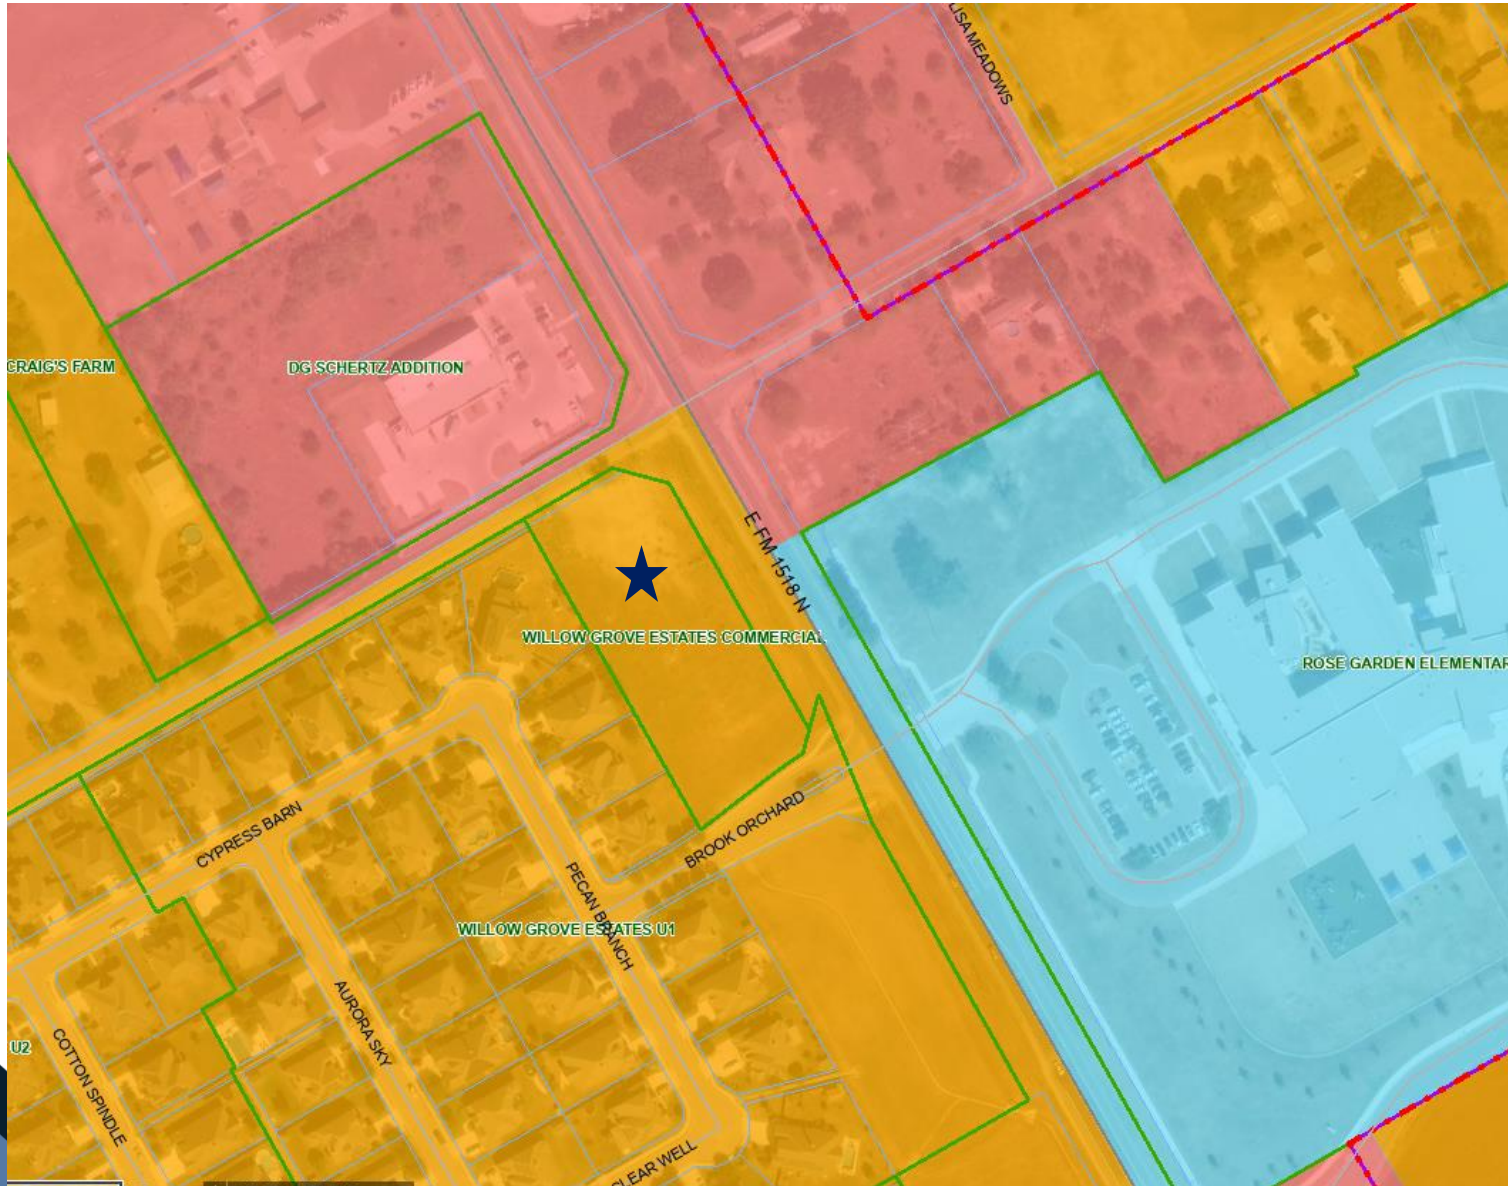 LISA MEADOWS
CRAIG'S FARM
DG SCHERTZ ADDITION
E FM 1518 N
WILLOW GROVE ESTATES COMMERCIAL
ROSE GARDEN ELEMENTAR
CYPRESS BARN
BROOK ORCHARD
PECAN BRANCH
WILLOW GROVE ESTATES U1
AURORA SKY
U2
COTTON SPINDLE
CLEAR WELL